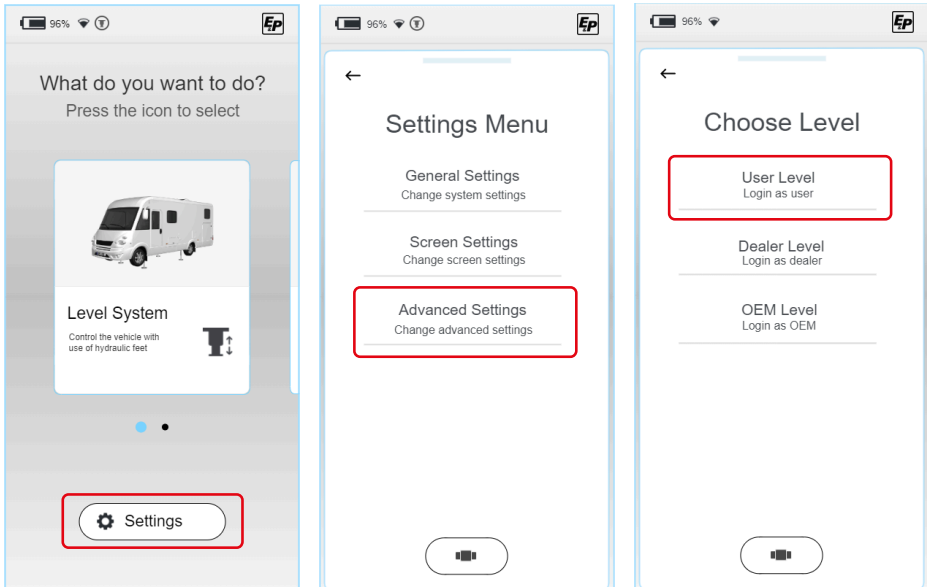 96%
EP
What do you want to do?
Press the icon to select
Level System
Control the vehicle with
use of hydraulic feet
Settings
96%
EP
Settings Menu
General Settings
Change system settings
Screen Settings
Change screen settings
Advanced Settings
Change advanced settings
96%
EP
Choose Level
User Level
Login as user
Dealer Level
Login as dealer
OEM Level
Login as OEM